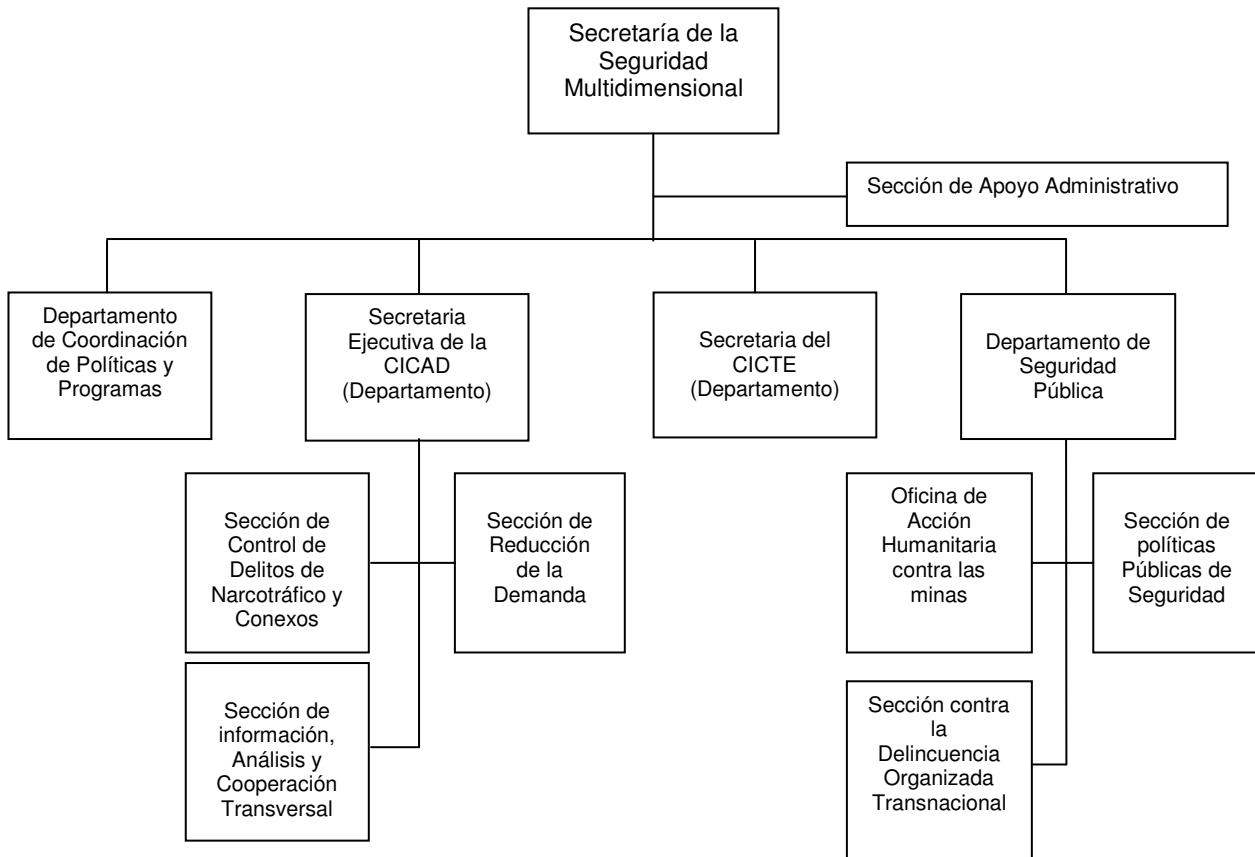 Secretaría de la
Seguridad
Multidimensional
Sección de Apoyo Administrativo
Departamento
de Coordinación
de Políticas y
Programas
Secretaria
Ejecutiva de la
CICAD
(Departamento)
Secretaria del
CICTE
(Departamento)
Departamento de
Seguridad
Pública
Sección de
Control de
Delitos de
Narcotráfico y
Conexos
Sección de
Reducción
de la
Demanda
Oficina de
Acción
Humanitaria
contra las
minas
Sección de
políticas
Públicas de
Seguridad
Sección de
información,
Análisis y
Cooperación
Transversal
Sección contra
la
Delincuencia
Organizada
Transnacional